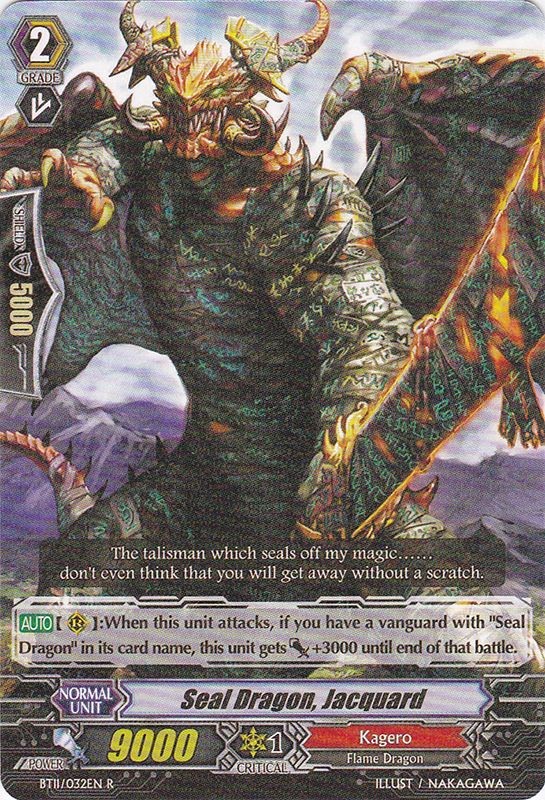 2
GRADE
SHIELD
5000
The talisman which seals off my magic......
don't even think that you will get away without a scratch.
AUTO [ ]:When this unit attacks, if you have a vanguard with "Seal
Dragon" in its card name, this unit gets +3000 until end of that battle.
NORMAL
UNIT
Seal Dragon, Jacquard
POWER
9000
1
CRITICAL
Kagero
Flame Dragon
BT11/032EN R
ILLUST / NAKAGAWA